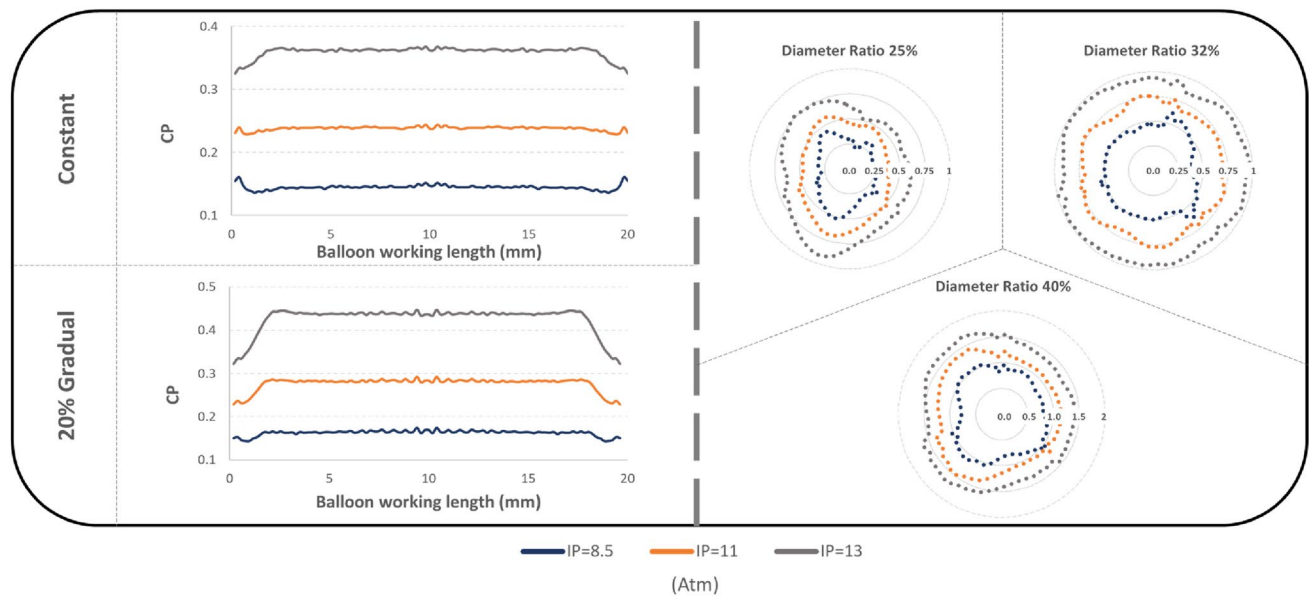 Constant
CP
0.4
0.3
0.2
0.1
0
5
10
15
20
Balloon working length (mm)
20% Gradual
CP
0.5
0.4
0.3
0.2
0.1
0
5
10
15
20
Balloon working length (mm)
Diameter Ratio 25%
0.0 0.25 0.5 0.75 1
Diameter Ratio 32%
0.0 0.25 0.5 0.75 1
Diameter Ratio 40%
0.0 0.5 1.0 1.5 2
IP=8.5 IP=11 IP=13
(Atm)